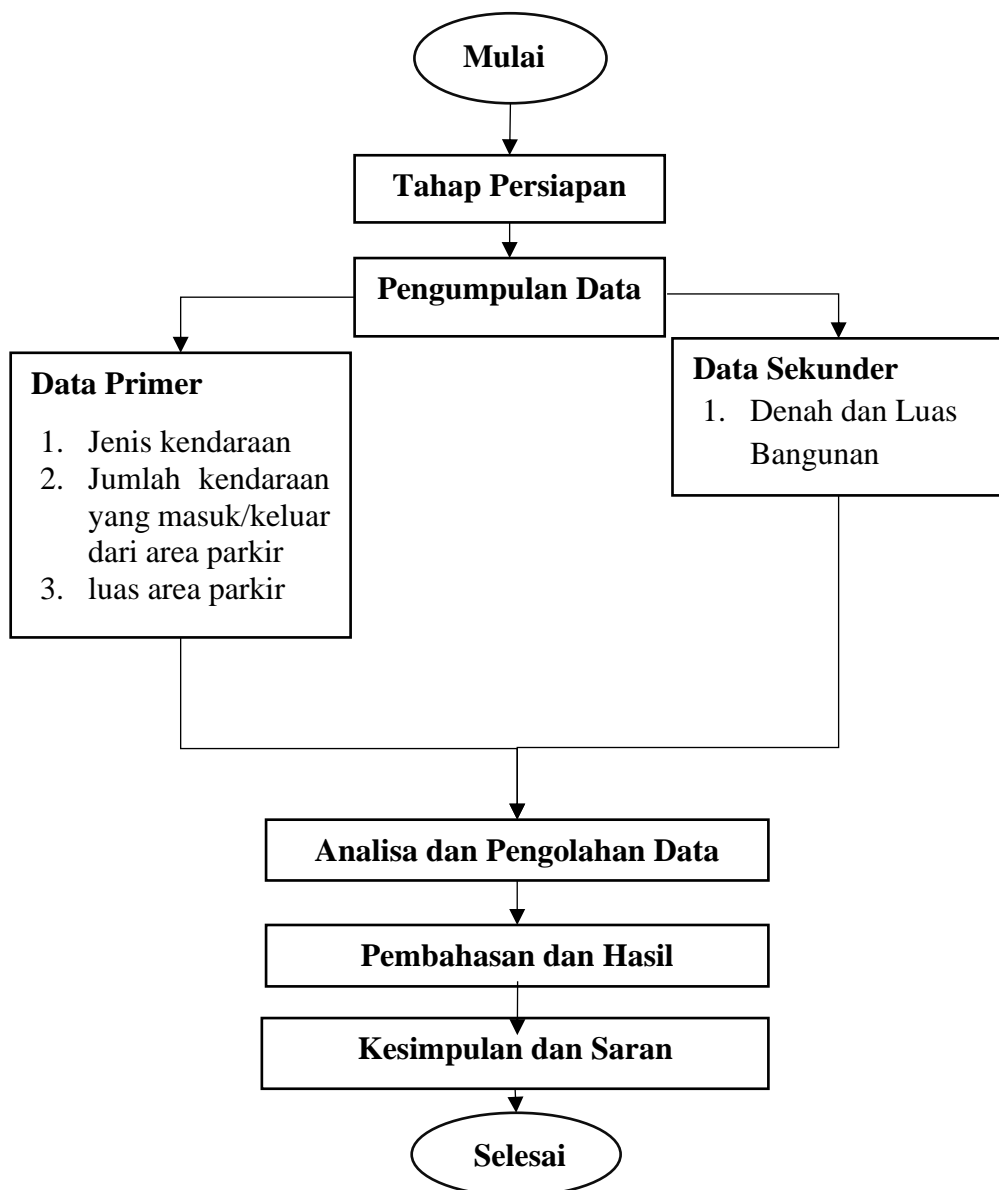 Mulai
Tahap Persiapan
Pengumpulan Data
Data Primer
1. Jenis kendaraan
2. Jumlah kendaraan
yang masuk/keluar
dari area parkir
3. luas area parkir
Data Sekunder
1. Denah dan Luas
Bangunan
Analisa dan Pengolahan Data
Pembahasan dan Hasil
Kesimpulan dan Saran
Selesai